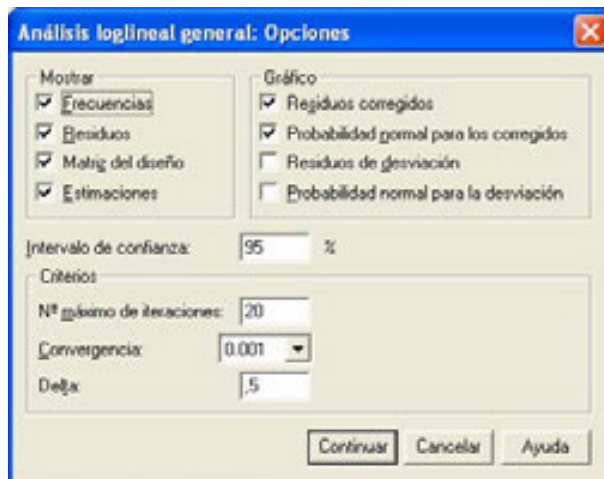 Análisis loglineal general: Opciones
Mostrar
Frecuencias
Residuos
Matriz del diseño
Estimaciones
Gráfico
Residuos corregidos
Probabilidad normal para los corregidos
Residuos de desviación
Probabilidad normal para la desviación
Intervalo de confianza: 95 %
Criterios
Nº máximo de iteraciones: 20
Convergencia: 0.001
Delta: ,5
Continuar Cancelar Ayuda